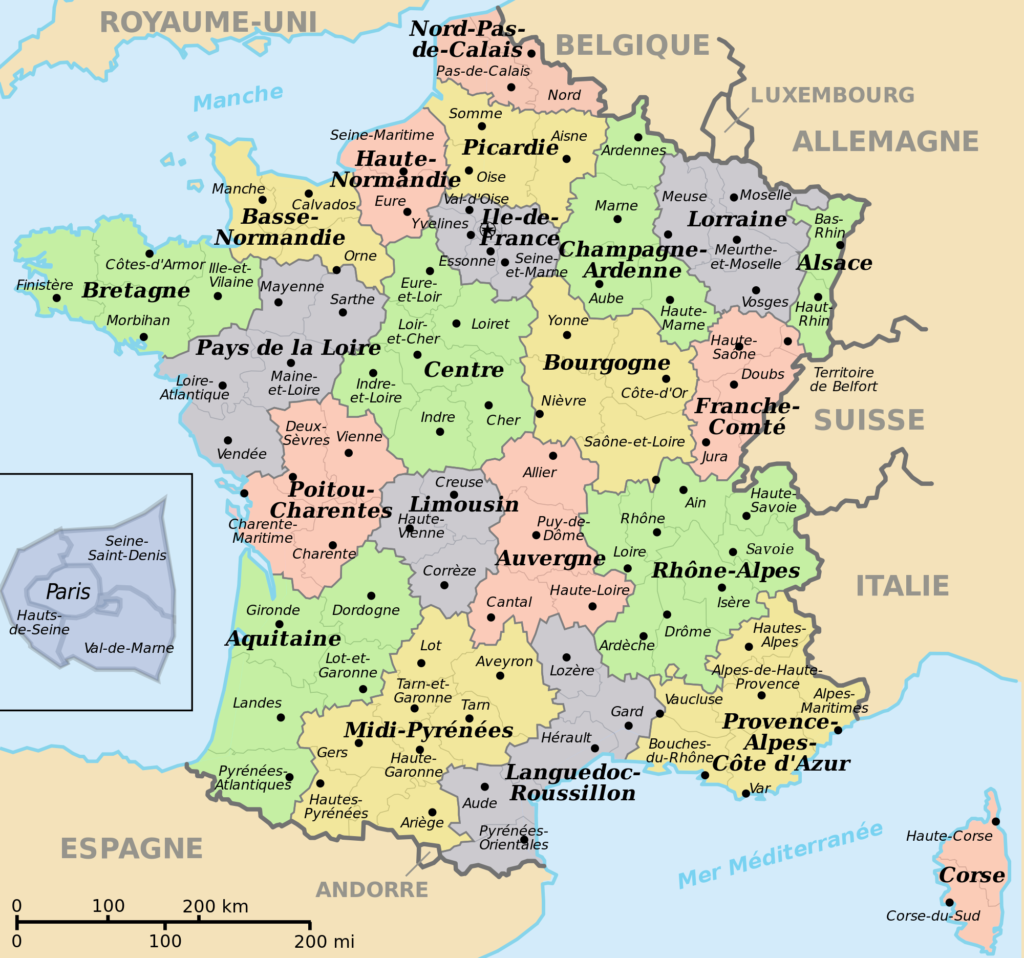 ROYAUME-UNI
Nord-Pas-
de-Calais
BELGIQUE
Pas-de-Calais
Nord
LUXEMBOURG
Manche
ALLEMAGNE
Somme
Seine-Maritime
Picardie
Aisne
Ardennes
Haute-
Normandie
Oise
Eure
Val-d'Oise
Manche
Calvados
Basse-
Normandie
Orne
Yvelines
Ile-de-
France
Essonne
Seine-
et-Marne
Marne
Champagne-
Ardenne
Aube
Haute-
Marne
Meuse
Moselle
Lorraine
Meurthe-
et-Moselle
Vosges
Bas-
Rhin
Alsace
Haut-
Rhin
Côtes-d'Armor
Finistère
Bretagne
Ille-et-
Vilaine
Morbihan
Mayenne
Sarthe
Pays de la Loire
Loire-
Atlantique
Maine-
et-Loire
Vendée
Eure-
et-Loir
Loir-
et-Cher
Loiret
Centre
Indre-
et-Loire
Indre
Cher
Yonne
Bourgogne
Côte-d'Or
Nièvre
Saône-et-Loire
Haute-
Saône
Doubs
Territoire
de Belfort
Franche-
Comté
Jura
SUISSE
Deux-
Sèvres
Vienne
Poitou-
Charentes
Charente-
Maritime
Charente
Creuse
Limousin
Haute-
Vienne
Corrèze
Allier
Puy-de-
Dôme
Auvergne
Cantal
Haute-Loire
Ain
Haute-
Savoie
Rhône
Loire
Savoie
Rhône-Alpes
Isère
Ardèche
Drôme
ITALIE
Seine-
Saint-Denis
Paris
Hauts-
de-Seine
Val-de-Marne
Gironde
Dordogne
Aquitaine
Lot-et-
Garonne
Landes
Pyrénées-
Atlantiques
Lot
Aveyron
Tarn-et-
Garonne
Tarn
Midi-Pyrénées
Gers
Haute-
Garonne
Hautes-
Pyrénées
Ariège
Lozère
Gard
Hérault
Languedoc-
Roussillon
Aude
Pyrénées-
Orientales
Hautes-
Alpes
Alpes-de-Haute-
Provence
Vaucluse
Alpes-
Maritimes
Provence-
Alpes-
Côte d'Azur
Bouches-
du-Rhône
Var
ESPAGNE
ANDORRE
Mer Méditerranée
Haute-Corse
Corse
Corse-du-Sud
0 100 200 km
0 100 200 mi